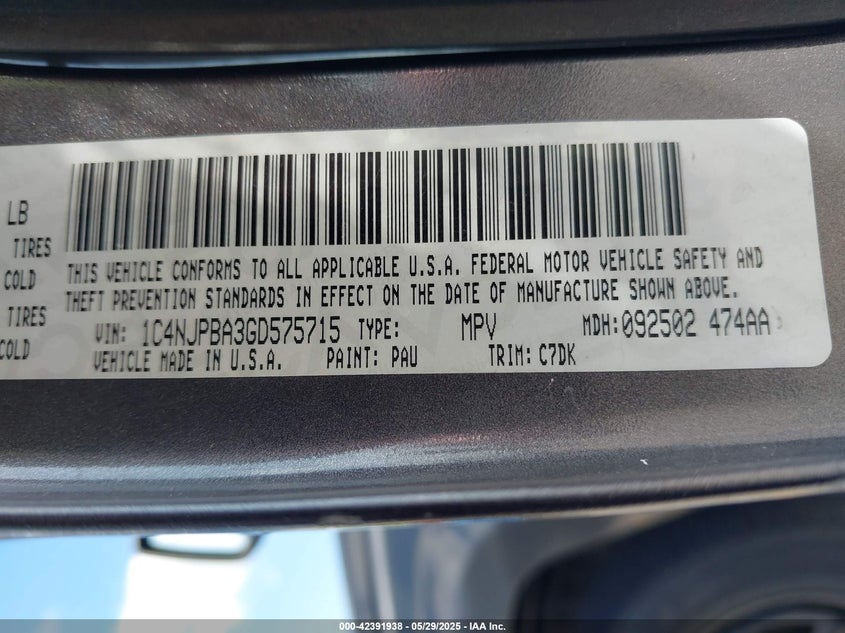 LB
TIRES
COLD
TIRES
COLD
THIS VEHICLE CONFORMS TO ALL APPLICABLE U.S.A. FEDERAL MOTOR VEHICLE SAFETY AND
THEFT PREVENTION STANDARDS IN EFFECT ON THE DATE OF MANUFACTURE SHOWN ABOVE.
VIN: 1C4NJPBA3GD575715 TYPE: MPV MDH:092502 474AA
VEHICLE MADE IN U.S.A. PAINT: PAU TRIM: C7DK
000-42391938 - 05/29/2025 - IAA Inc.